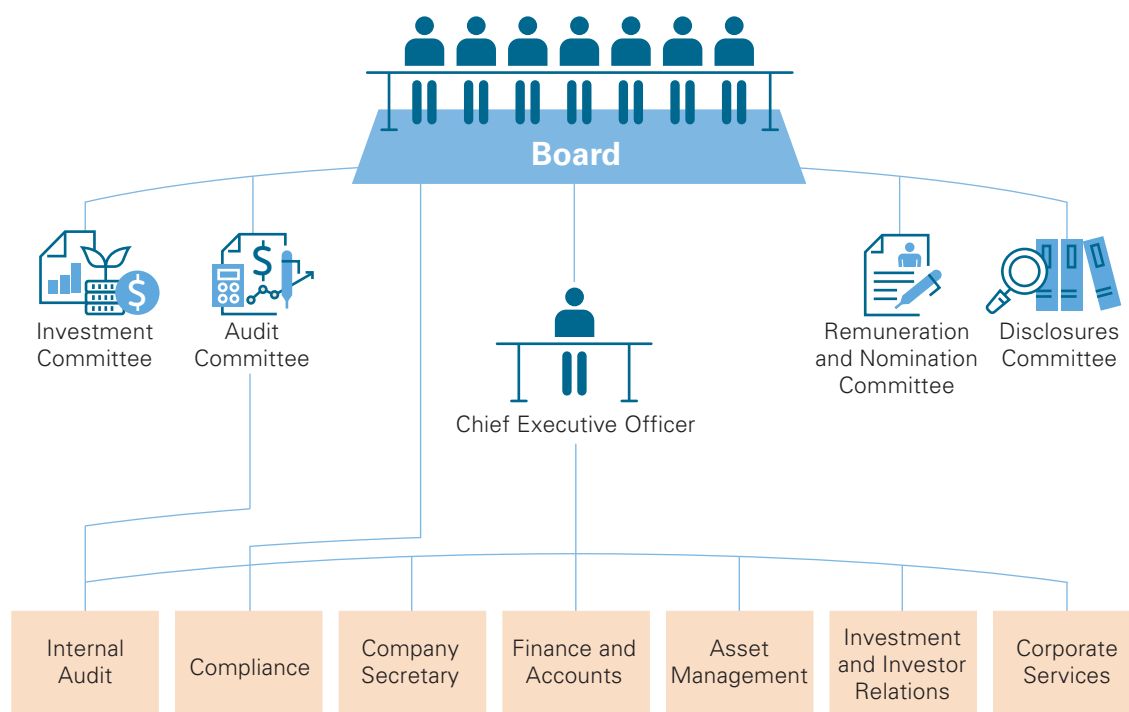 Board
$
$
Investment
Committee
Audit
Committee
Chief Executive Officer
Remuneration
and Nomination
Committee
Disclosures
Committee
Internal
Audit
Compliance
Company
Secretary
Finance and
Accounts
Asset
Management
Investment
and Investor
Relations
Corporate
Services